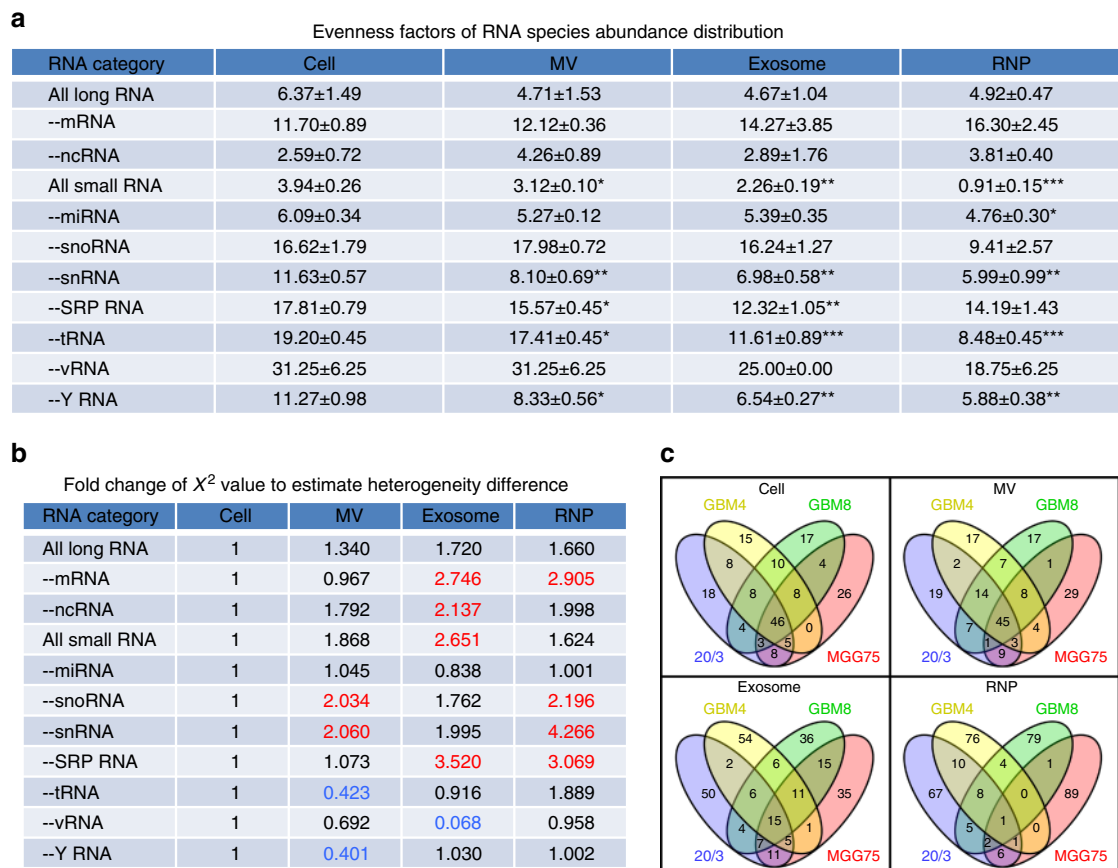 a
Evenness factors of RNA species abundance distribution
RNA category Cell MV Exosome RNP
All long RNA 6.37±1.49 4.71±1.53 4.67±1.04 4.92±0.47
--mRNA 11.70±0.89 12.12±0.36 14.27±3.85 16.30±2.45
--ncRNA 2.59±0.72 4.26±0.89 2.89±1.76 3.81±0.40
All small RNA 3.94±0.26 3.12±0.10* 2.26±0.19** 0.91±0.15***
--miRNA 6.09±0.34 5.27±0.12 5.39±0.35 4.76±0.30*
--snoRNA 16.62±1.79 17.98±0.72 16.24±1.27 9.41±2.57
--snRNA 11.63±0.57 8.10±0.69** 6.98±0.58** 5.99±0.99**
--SRP RNA 17.81±0.79 15.57±0.45* 12.32±1.05** 14.19±1.43
--tRNA 19.20±0.45 17.41±0.45* 11.61±0.89*** 8.48±0.45***
--vRNA 31.25±6.25 31.25±6.25 25.00±0.00 18.75±6.25
--Y RNA 11.27±0.98 8.33±0.56* 6.54±0.27** 5.88±0.38**
b
Fold change of X² value to estimate heterogeneity difference
RNA category Cell MV Exosome RNP
All long RNA 1 1.340 1.720 1.660
--mRNA 1 0.967 2.746 2.905
--ncRNA 1 1.792 2.137 1.998
All small RNA 1 1.868 2.651 1.624
--miRNA 1 1.045 0.838 1.001
--snoRNA 1 2.034 1.762 2.196
--snRNA 1 2.060 1.995 4.266
--SRP RNA 1 1.073 3.520 3.069
--tRNA 1 0.423 0.916 1.889
--vRNA 1 0.692 0.068 0.958
--Y RNA 1 0.401 1.030 1.002
c
Cell
GBM4 GBM8
15 17
8 10 4
18 8 8 26
46
4 0
3 5
8
20/3 MGG75
MV
GBM4 GBM8
17 17
2 7 1
19 14 8 29
45
7 4
1 3
9
20/3 MGG75
Exosome
GBM4 GBM8
54 36
2 6 15
50 6 11 35
15
4 1
7 5
11
20/3 MGG75
RNP
GBM4 GBM8
76 79
10 4 1
67 8 0 89
1
5 0
2 1
6
20/3 MGG75